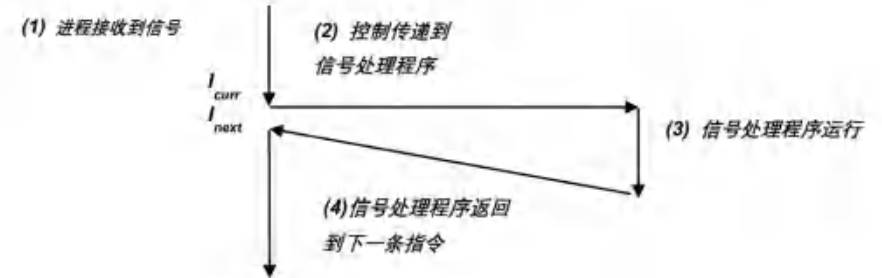 (1) 进程接收到信号
(2) 控制传递到
信号处理程序
I curr
I next
(3) 信号处理程序运行
(4)信号处理程序返回
到下一条指令